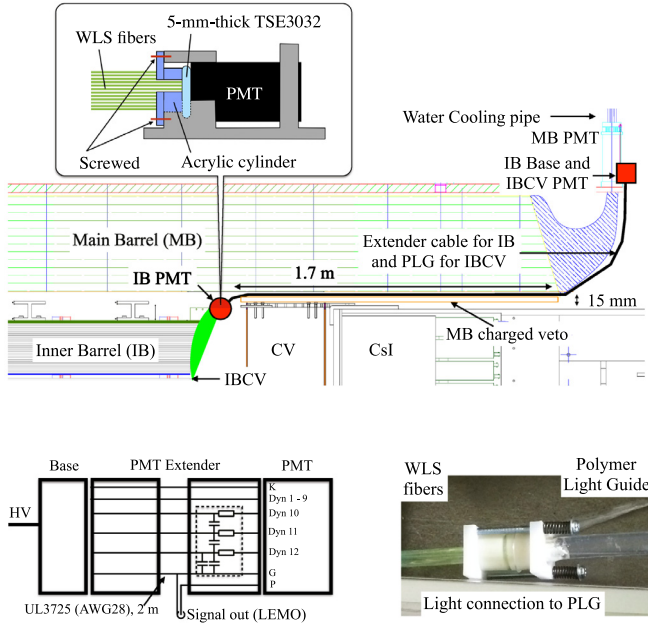 5-mm-thick TSE3032
WLS fibers
PMT
Screwed
Acrylic cylinder
Water Cooling pipe
MB PMT
IB Base and
IBCV PMT
Main Barrel (MB)
Extender cable for IB
and PLG for IBCV
IB PMT
1.7 m
15 mm
MB charged veto
Inner Barrel (IB)
CV
CsI
IBCV
Base
PMT Extender
PMT
HV
K
Dyn 1 - 9
Dyn 10
Dyn 11
Dyn 12
G
P
UL3725 (AWG28), 2 m
Signal out (LEMO)
WLS
fibers
Polymer
Light Guide
Light connection to PLG